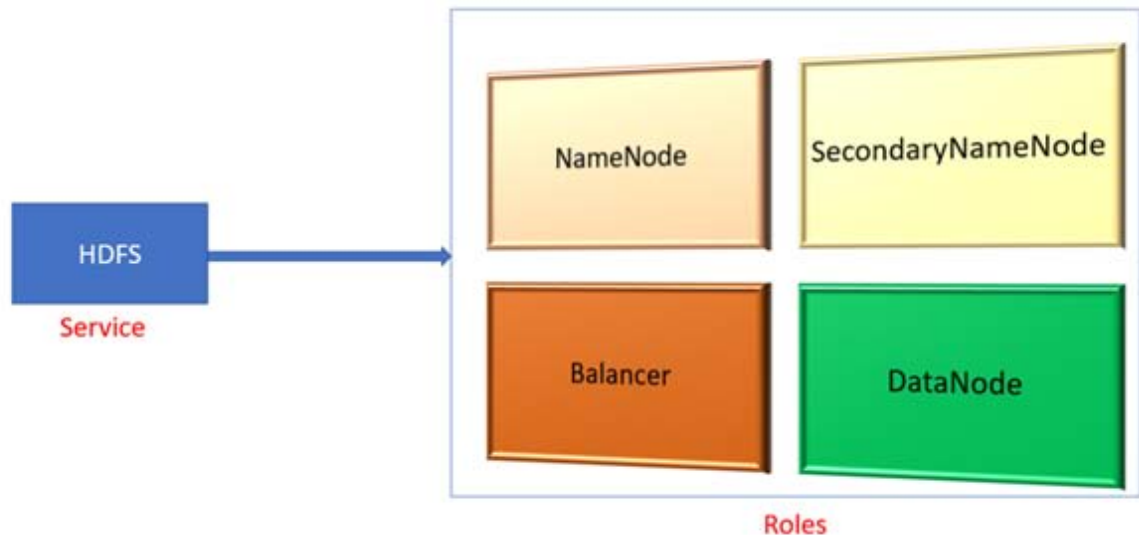 HDFS
Service
NameNode
SecondaryNameNode
Balancer
DataNode
Roles